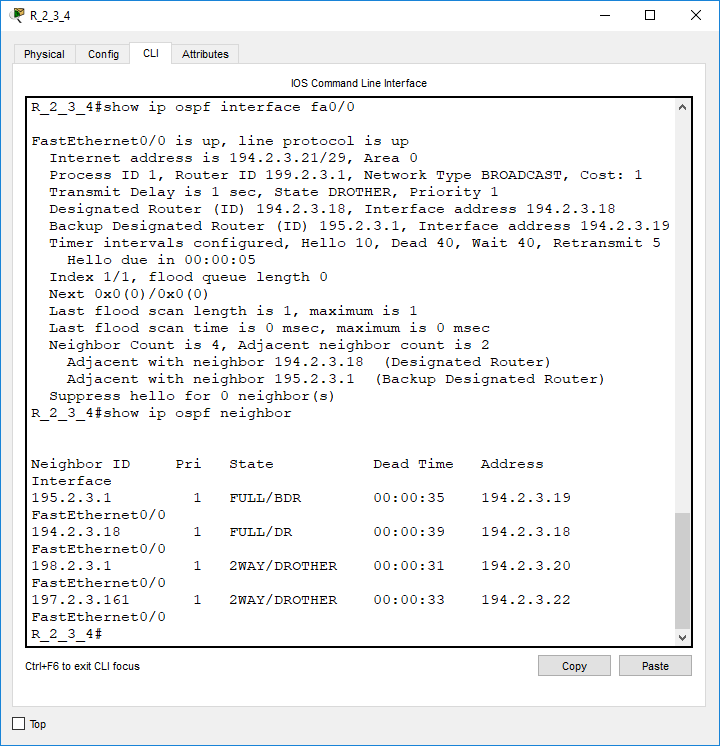 R_2_3_4
Physical Config CLI Attributes
IOS Command Line Interface
R_2_3_4#show ip ospf interface fa0/0
FastEthernet0/0 is up, line protocol is up
Internet address is 194.2.3.21/29, Area 0
Process ID 1, Router ID 199.2.3.1, Network Type BROADCAST, Cost: 1
Transmit Delay is 1 sec, State DROTHER, Priority 1
Designated Router (ID) 194.2.3.18, Interface address 194.2.3.18
Backup Designated Router (ID) 195.2.3.1, Interface address 194.2.3.19
Timer intervals configured, Hello 10, Dead 40, Wait 40, Retransmit 5
Hello due in 00:00:05
Index 1/1, flood queue length 0
Next 0x0(0)/0x0(0)
Last flood scan length is 1, maximum is 1
Last flood scan time is 0 msec, maximum is 0 msec
Neighbor Count is 4, Adjacent neighbor count is 2
Adjacent with neighbor 194.2.3.18 (Designated Router)
Adjacent with neighbor 195.2.3.1 (Backup Designated Router)
Suppress hello for 0 neighbor(s)
R_2_3_4#show ip ospf neighbor
Neighbor ID Pri State Dead Time Address
Interface
195.2.3.1 1 FULL/BDR 00:00:35 194.2.3.19
FastEthernet0/0
194.2.3.18 1 FULL/DR 00:00:39 194.2.3.18
FastEthernet0/0
198.2.3.1 1 2WAY/DROTHER 00:00:31 194.2.3.20
FastEthernet0/0
197.2.3.161 1 2WAY/DROTHER 00:00:33 194.2.3.22
FastEthernet0/0
R_2_3_4#
Ctrl+F6 to exit CLI focus Copy Paste
Top